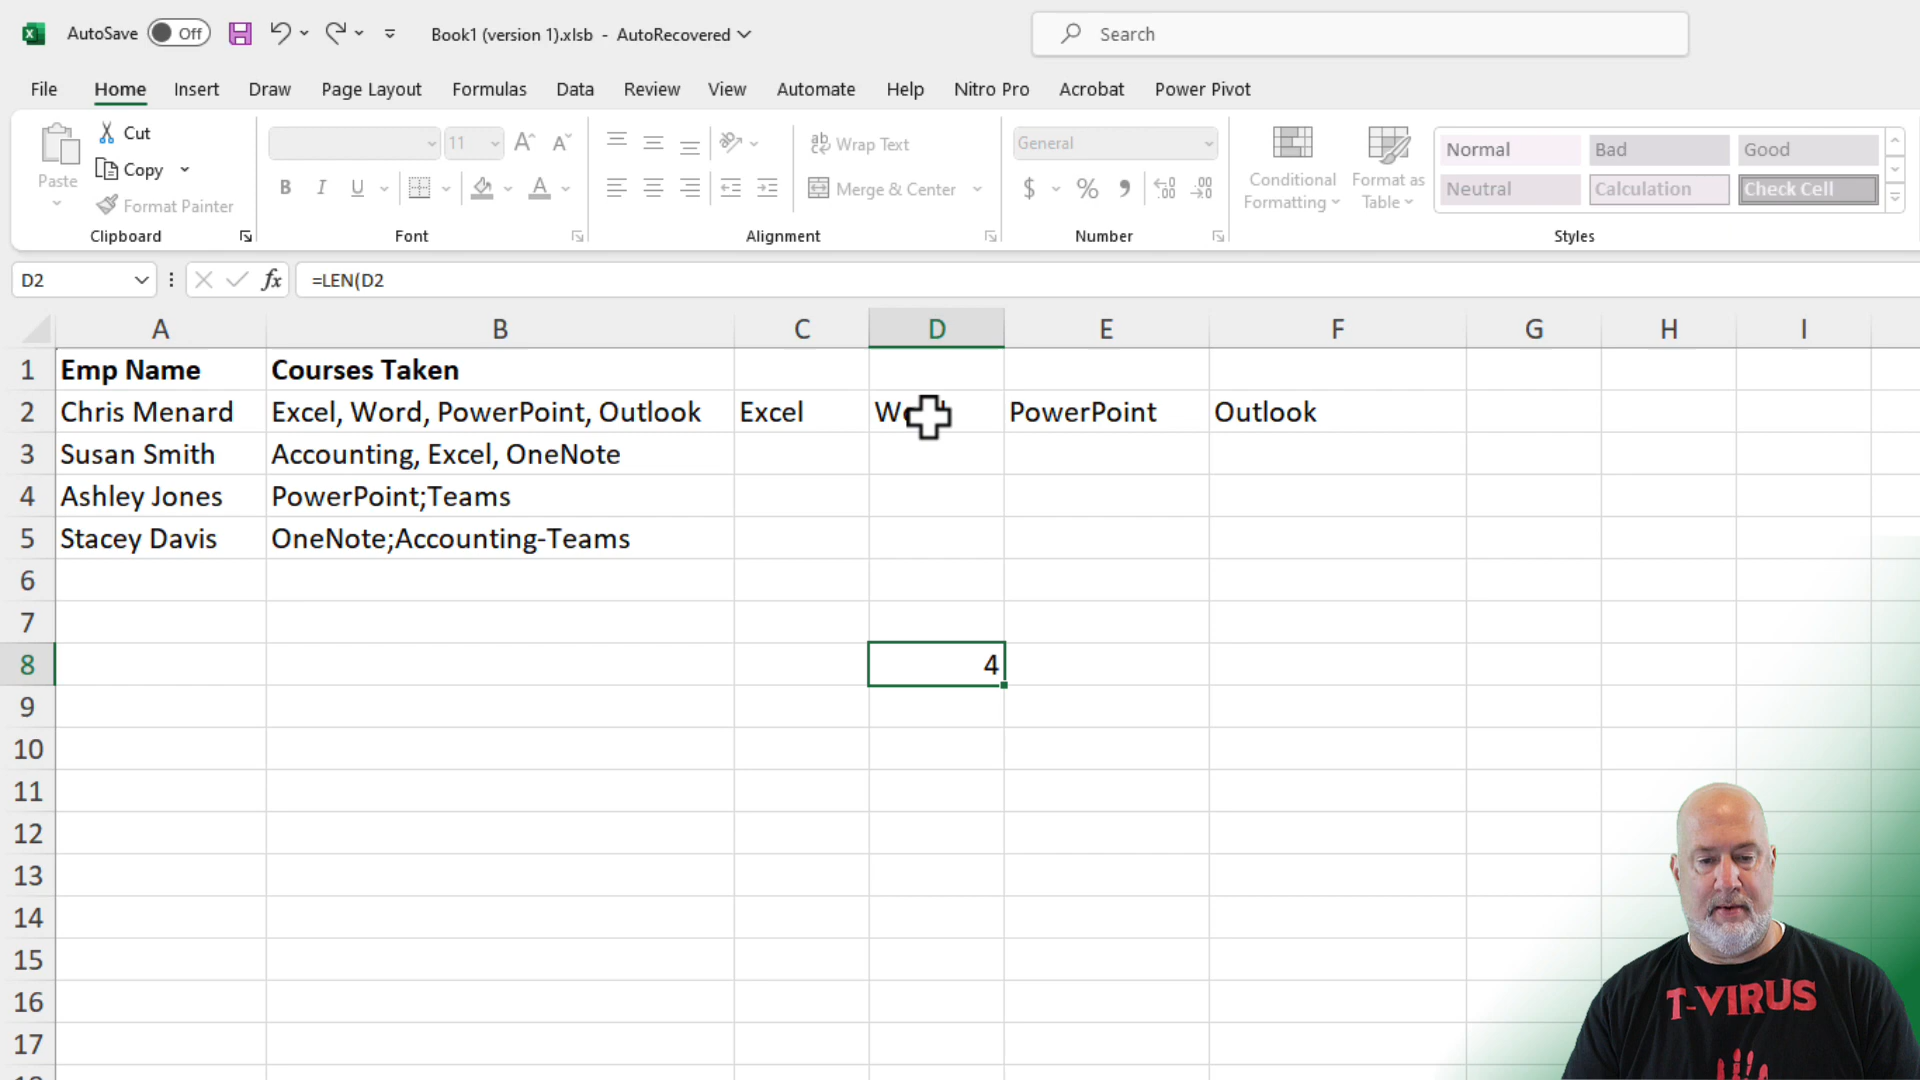 AutoSave Off Book1 (version 1).xlsb - AutoRecovered Search
File Home Insert Draw Page Layout Formulas Data Review View Automate Help Nitro Pro Acrobat Power Pivot
Paste Cut Copy Format Painter Clipboard
11 A A B I U A Font
ab Wrap Text Merge & Center Alignment
General $ % Number
Conditional Formatting Format as Table
Normal Bad Good
Neutral Calculation Check Cell
Styles
D2 fx =LEN(D2
A B C D E F G H I
1 Emp Name Courses Taken
2 Chris Menard Excel, Word, PowerPoint, Outlook Excel PowerPoint Outlook
3 Susan Smith Accounting, Excel, OneNote
4 Ashley Jones PowerPoint;Teams
5 Stacey Davis OneNote;Accounting-Teams
6
7
8 4
9
10
11
12
13
14
15
16
17
T-VIRUS